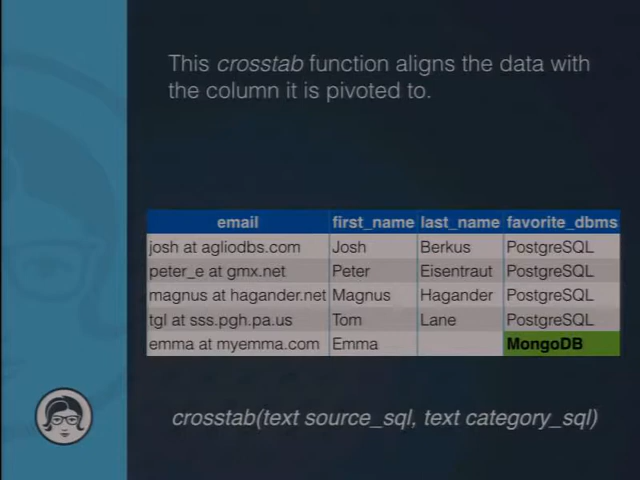 This crosstab function aligns the data with
the column it is pivoted to.
email first_name last_name favorite_dbms
josh at agliodbs.com Josh Berkus PostgreSQL
peter_e at gmx.net Peter Eisentraut PostgreSQL
magnus at hagander.net Magnus Hagander PostgreSQL
tgl at sss.pgh.pa.us Tom Lane PostgreSQL
emma at myemma.com Emma MongoDB
crosstab(text source_sql, text category_sql)